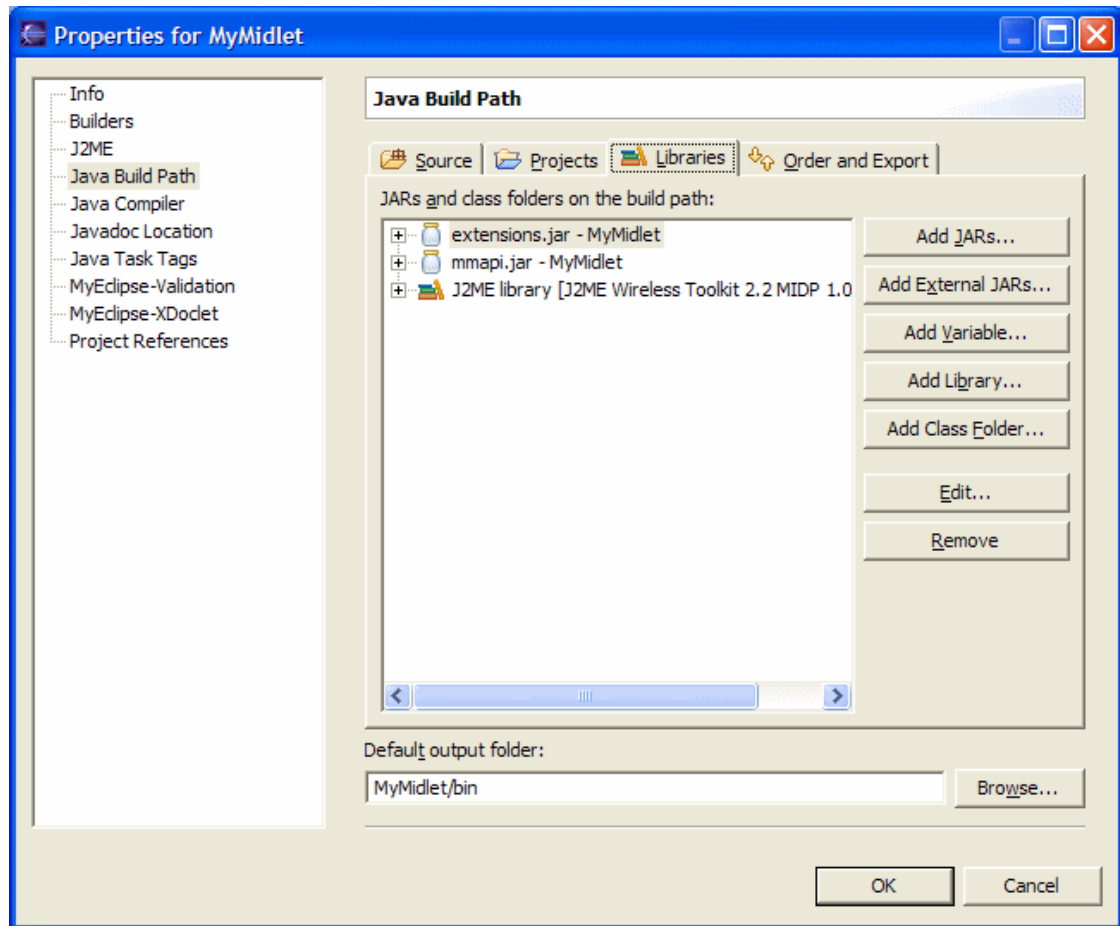 Properties for MyMidlet
Info
Builders
J2ME
Java Build Path
Java Compiler
Javadoc Location
Java Task Tags
MyEclipse-Validation
MyEclipse-XDoclet
Project References
Java Build Path
Source
Projects
Libraries
Order and Export
JARs and class folders on the build path:
extensions.jar - MyMidlet
mmapi.jar - MyMidlet
J2ME library [J2ME Wireless Toolkit 2.2 MIDP 1.0
Add JARs...
Add External JARs...
Add Variable...
Add Library...
Add Class Folder...
Edit...
Remove
Default output folder:
MyMidlet/bin
Browse...
OK
Cancel